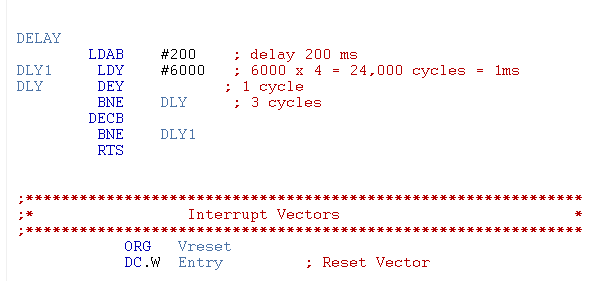 DELAY
LDAB #200 ; delay 200 ms
DLY1 LDY #6000 ; 6000 x 4 = 24,000 cycles = 1ms
DLY DEY ; 1 cycle
BNE DLY ; 3 cycles
DECB
BNE DLY1
RTS
;**************************************************************
;* Interrupt Vectors *
;**************************************************************
ORG Vreset
DC.W Entry ; Reset Vector